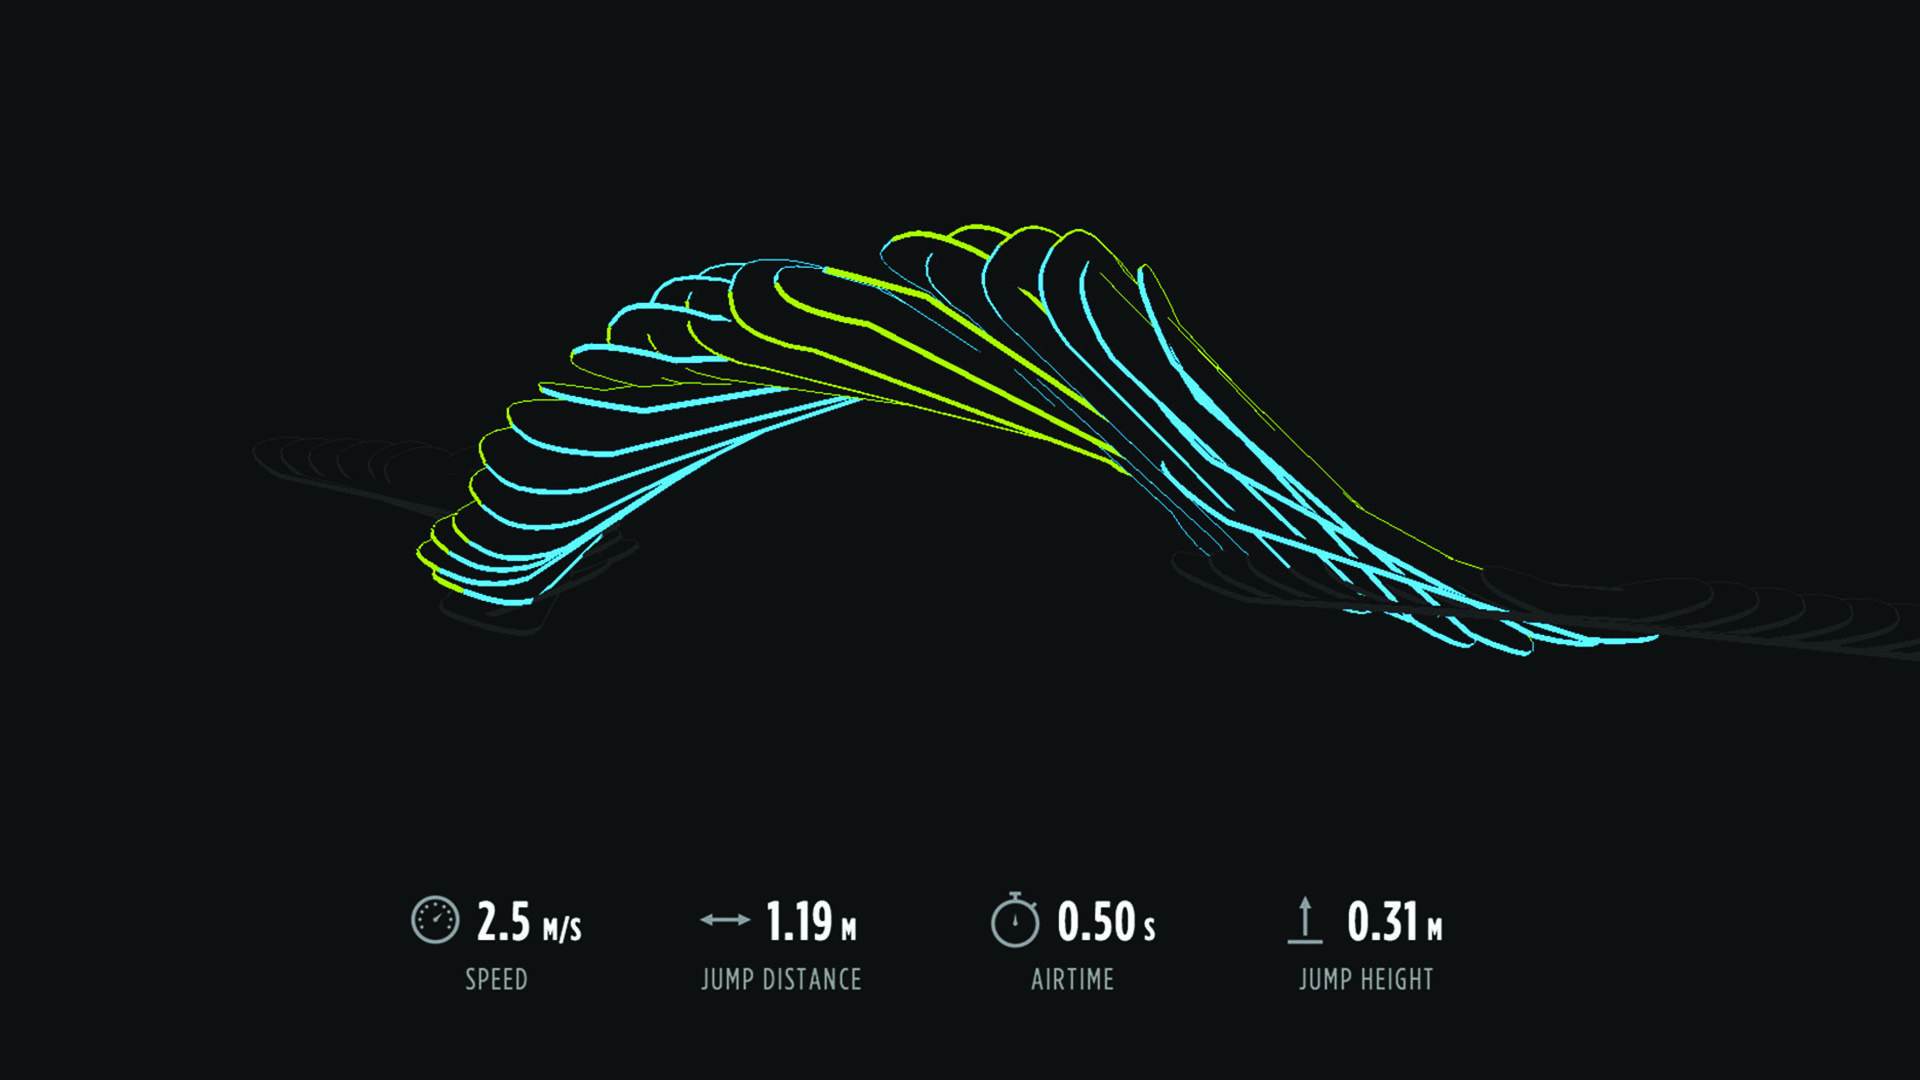 2.5 M/S 1.19 M 0.50 S 0.31 M
SPEED JUMP DISTANCE AIRTIME JUMP HEIGHT